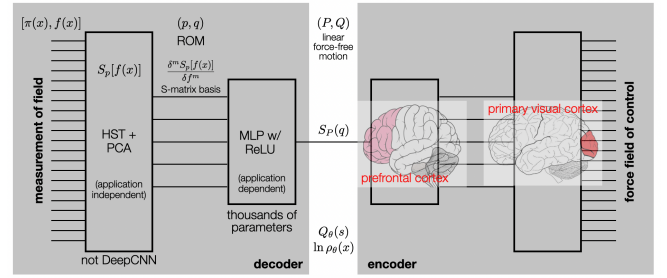 [π(x), f(x)]
(p, q)
ROM
(P, Q)
linear
force-free
motion
S_p[f(x)]
δ^m S_p[f(x)]
δf^m
S-matrix basis
measurement of field
HST +
PCA
(application
independent)
not DeepCNN
MLP w/
ReLU
(application
dependent)
thousands of
parameters
decoder
S_P(q)
Q_θ(s)
ln ρ_θ(x)
encoder
prefrontal cortex
primary visual cortex
force field of control